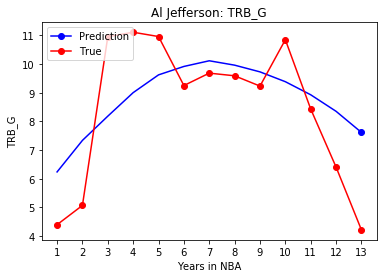 Al Jefferson: TRB_G
Prediction
True
TRB_G
11
10
9
8
7
6
5
4
1 2 3 4 5 6 7 8 9 10 11 12 13
Years in NBA